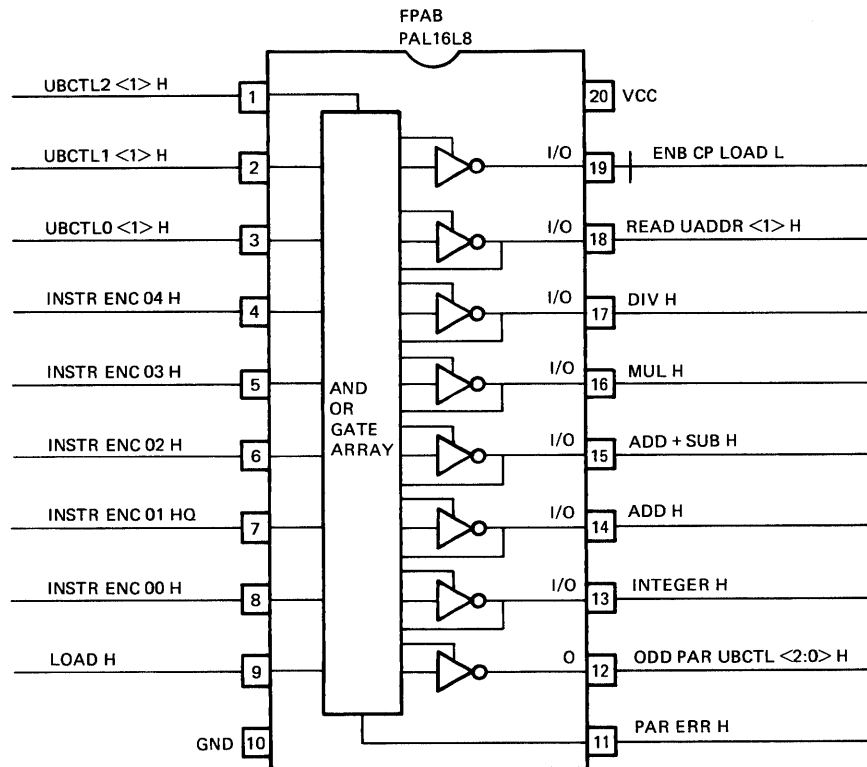 FPAB
PAL16L8
UBCTL2 <1> H
1
20 VCC
UBCTL1 <1> H
2
I/O
19
ENB CP LOAD L
UBCTL0 <1> H
3
I/O
18
READ UADDR <1> H
INSTR ENC 04 H
4
I/O
17
DIV H
INSTR ENC 03 H
5
AND
OR
GATE
ARRAY
I/O
16
MUL H
INSTR ENC 02 H
6
I/O
15
ADD + SUB H
INSTR ENC 01 HQ
7
I/O
14
ADD H
INSTR ENC 00 H
8
I/O
13
INTEGER H
LOAD H
9
O
12
ODD PAR UBCTL <2:0> H
GND 10
11
PAR ERR H